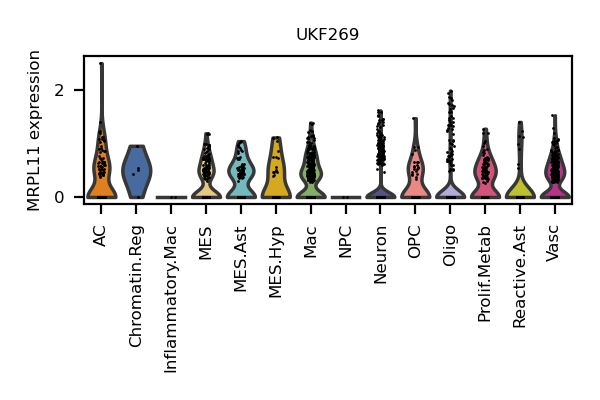 UKF269
MRPL11 expression
2
0
AC
Chromatin.Reg
Inflammatory.Mac
MES
MES.Ast
MES.Hyp
Mac
NPC
Neuron
OPC
Oligo
Prolif.Metab
Reactive.Ast
Vasc